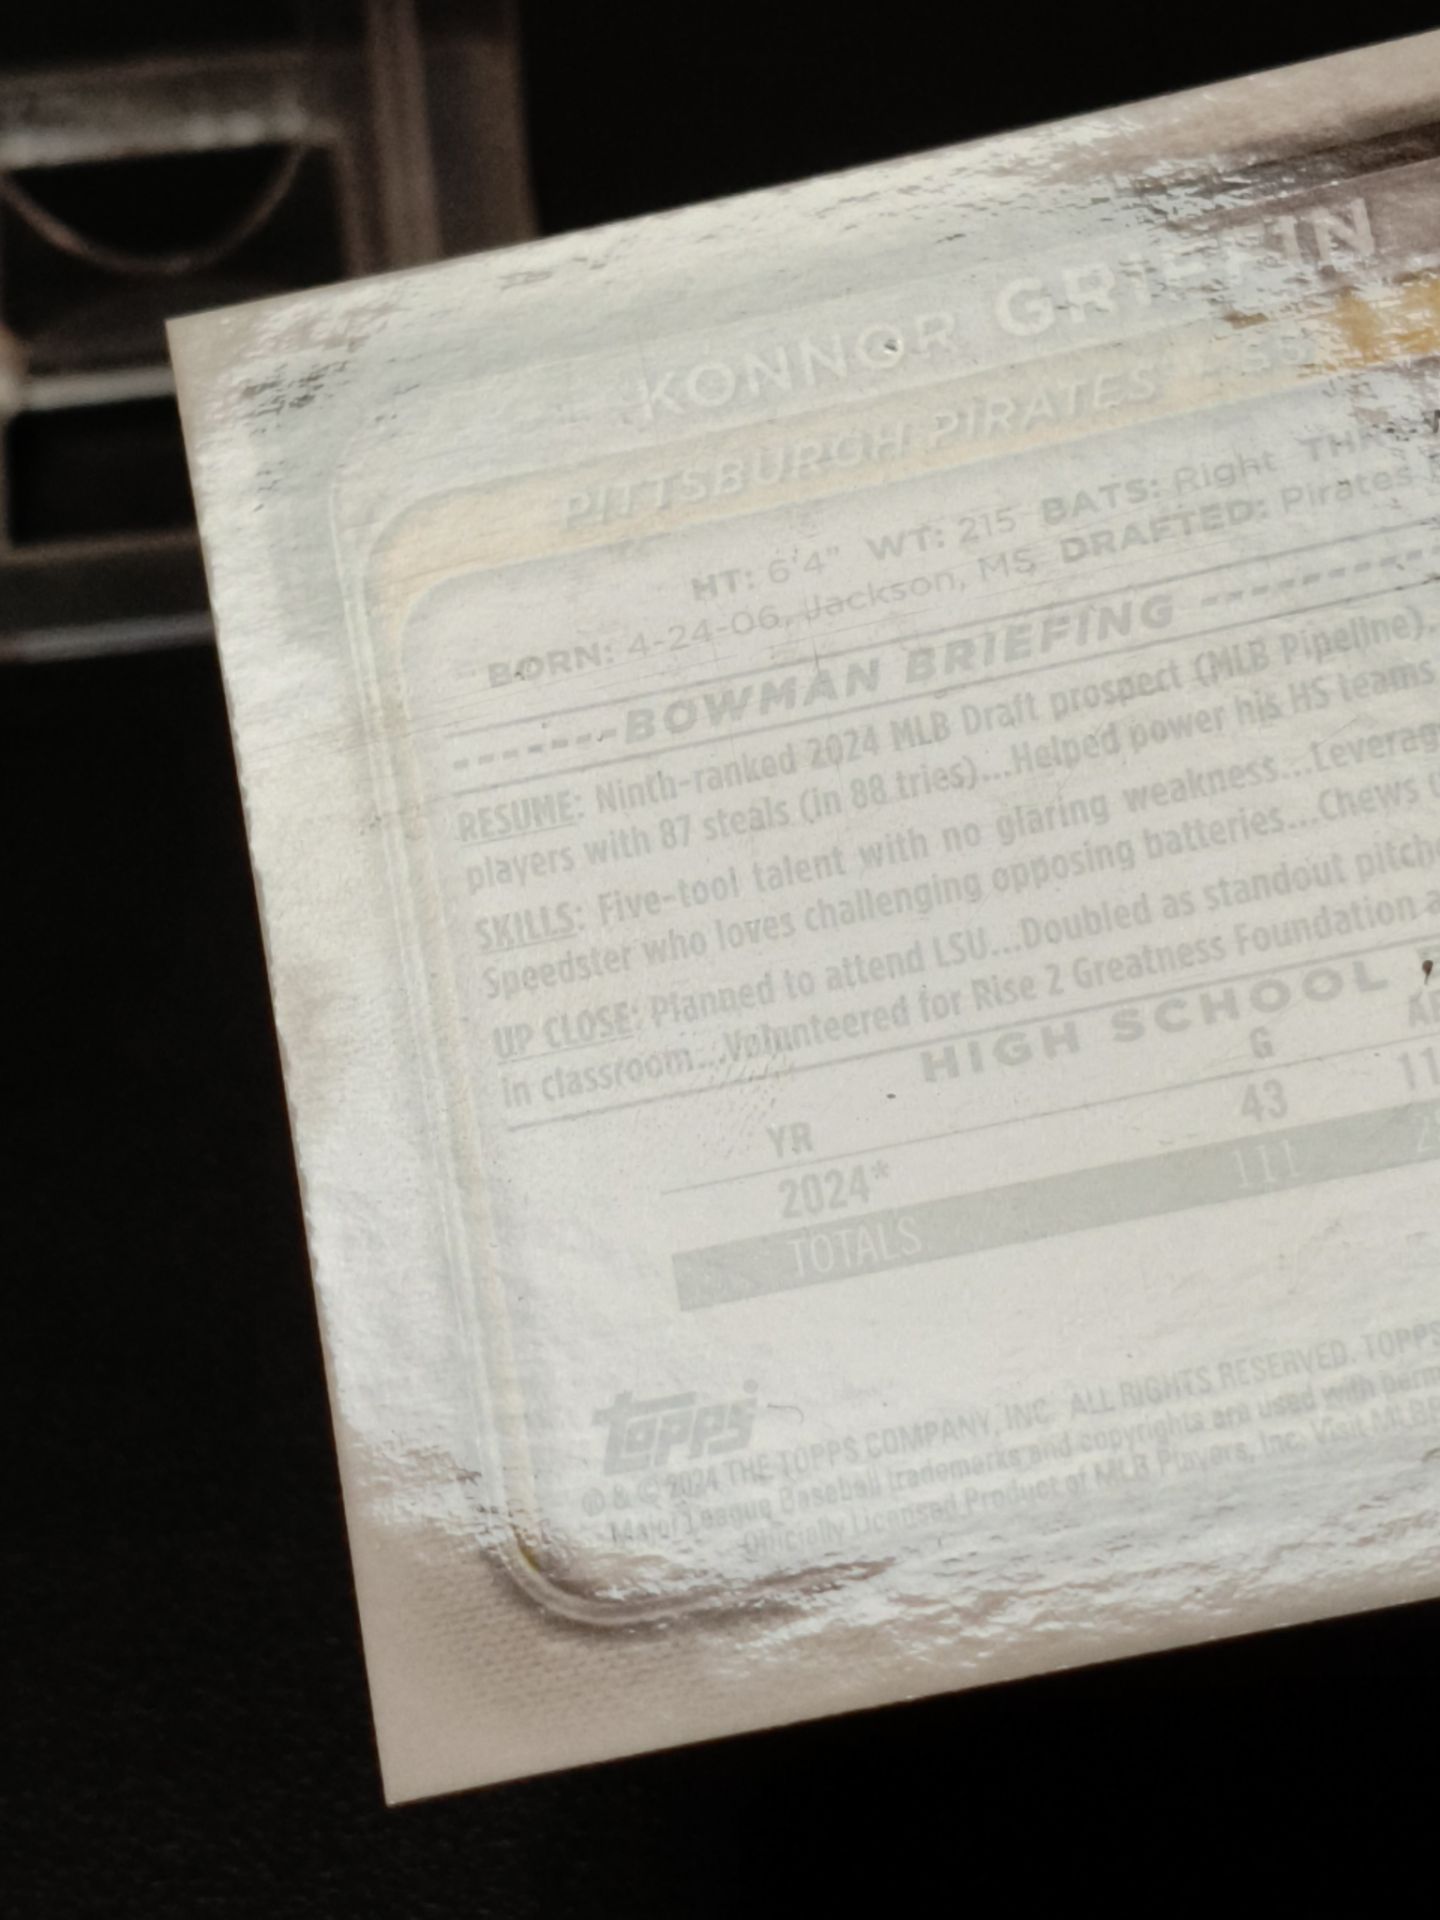 KONNOR GRIFFIN
PITTSBURGH PIRATES
HT: 6'4" WT: 215 BATS: Right
BORN: 4-24-06, Jackson, MS DRAFTED: Pirates
BOWMAN BRIEFING
RESUME: Ninth-ranked 2024 MLB Draft prospect (MLB Pipeline),
players with 87 steals (in 88 tries)...Helped power his HS teams
SKILLS: Five-tool talent with no glaring weakness...
Speedster who loves challenging opposing batteries...Chews
UP CLOSE: Planned to attend LSU...Doubled as standout
in classroom...Volunteered for Rise 2 Greatness Foundation
HIGH SCHOOL
YR G
2024* 43
TOTALS 111
topps
® & © 2024 THE TOPPS COMPANY, INC. ALL RIGHTS RESERVED. TOPPS
Major League Baseball trademarks and copyrights are used with
Officially Licensed Product of MLB Players, Inc. Visit